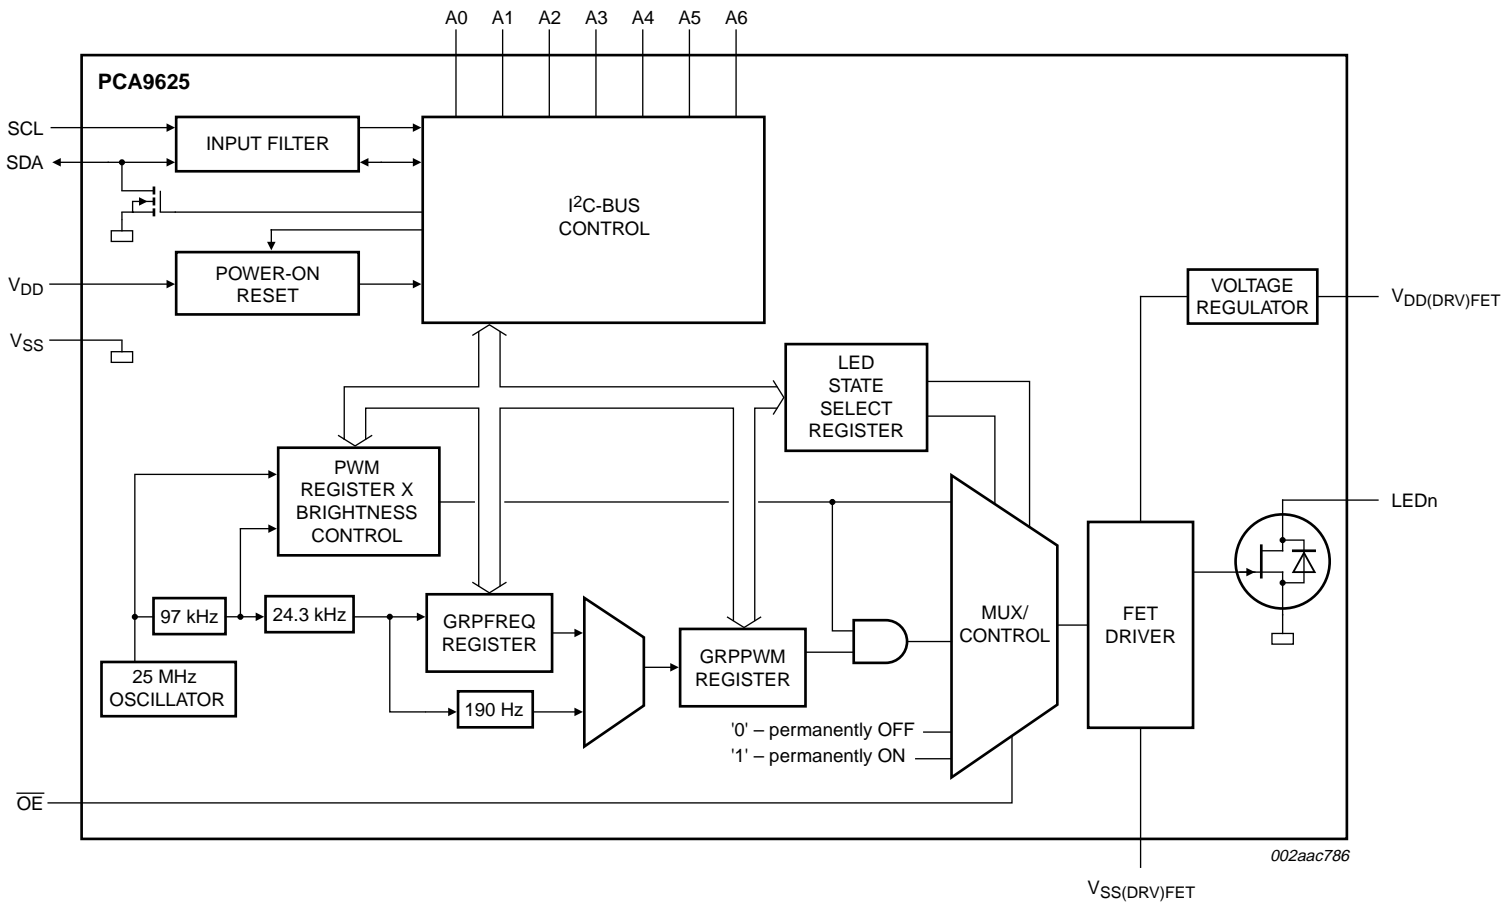 A0 A1 A2 A3 A4 A5 A6
PCA9625
SCL
SDA
INPUT FILTER
I2C-BUS
CONTROL
POWER-ON
RESET
VDD
VSS
VOLTAGE
REGULATOR
VDD(DRV)FET
LED
STATE
SELECT
REGISTER
PWM
REGISTER X
BRIGHTNESS
CONTROL
LEDn
97 kHz
24.3 kHz
GRPFREQ
REGISTER
MUX/
CONTROL
FET
DRIVER
GRPPWM
REGISTER
25 MHz
OSCILLATOR
190 Hz
'0' – permanently OFF
'1' – permanently ON
O̅E̅
002aac786
VSS(DRV)FET